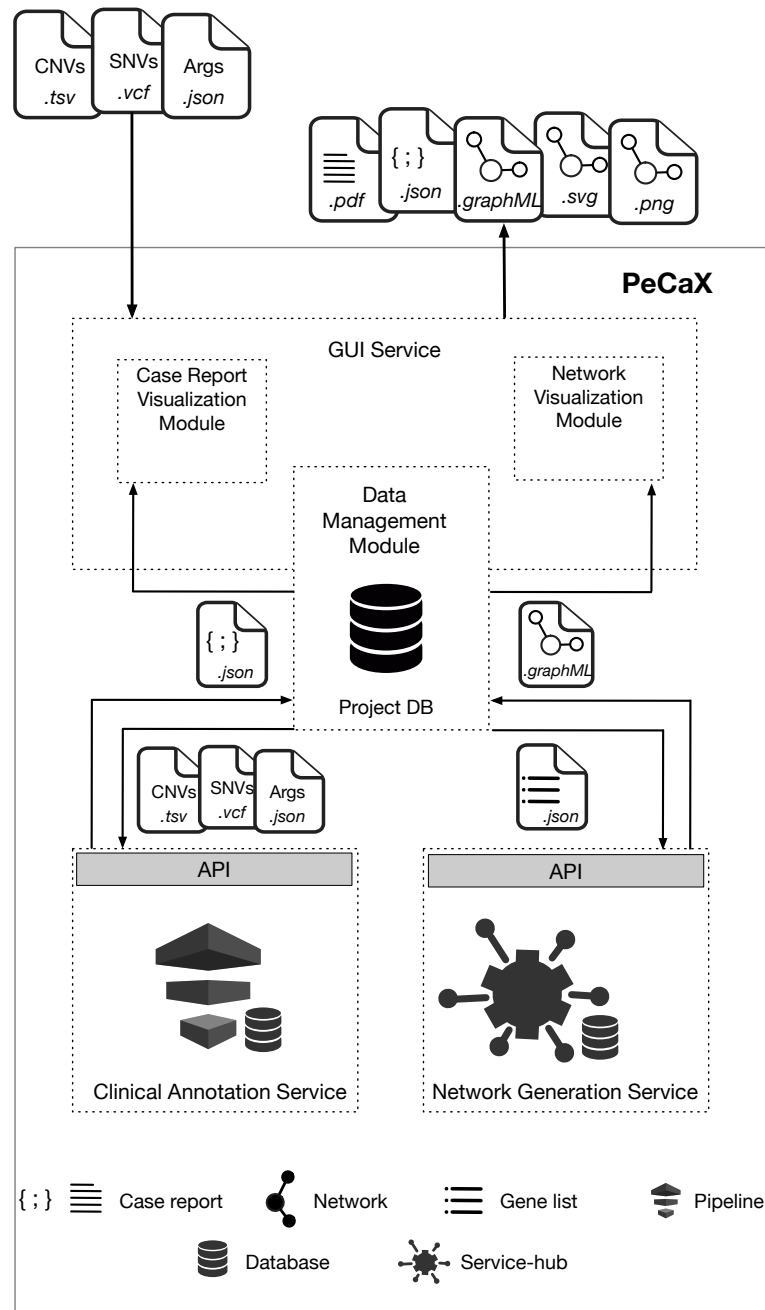 CNVs
.tsv
SNVs
.vcf
Args
.json
.pdf
{ ; }
.json
.graphML
.svg
.png
PeCaX
GUI Service
Case Report
Visualization
Module
Network
Visualization
Module
Data
Management
Module
{ ; }
.json
.graphML
Project DB
CNVs
.tsv
SNVs
.vcf
Args
.json
.json
API
API
Clinical Annotation Service
Network Generation Service
{ ; }
Case report
Network
Gene list
Pipeline
Database
Service-hub